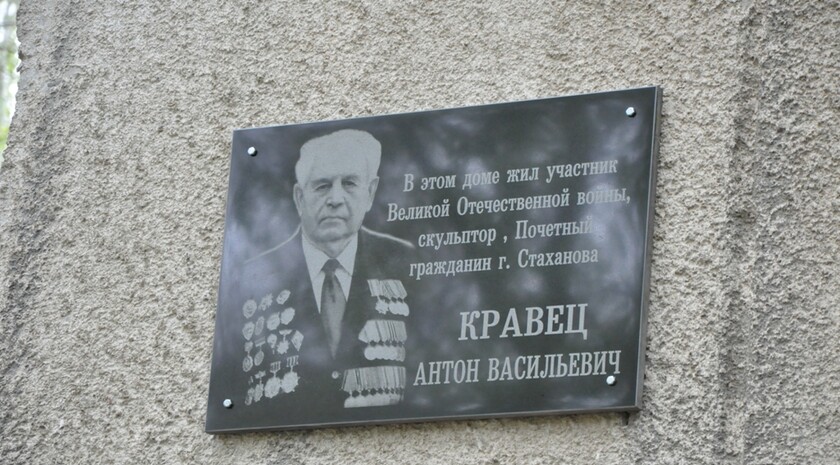 В этом доме жил участник
Великой Отечественной войны,
скульптор , Почетный
гражданин г. Стаханова
КРАВЕЦ
АНТОН ВАСИЛЬЕВИЧ